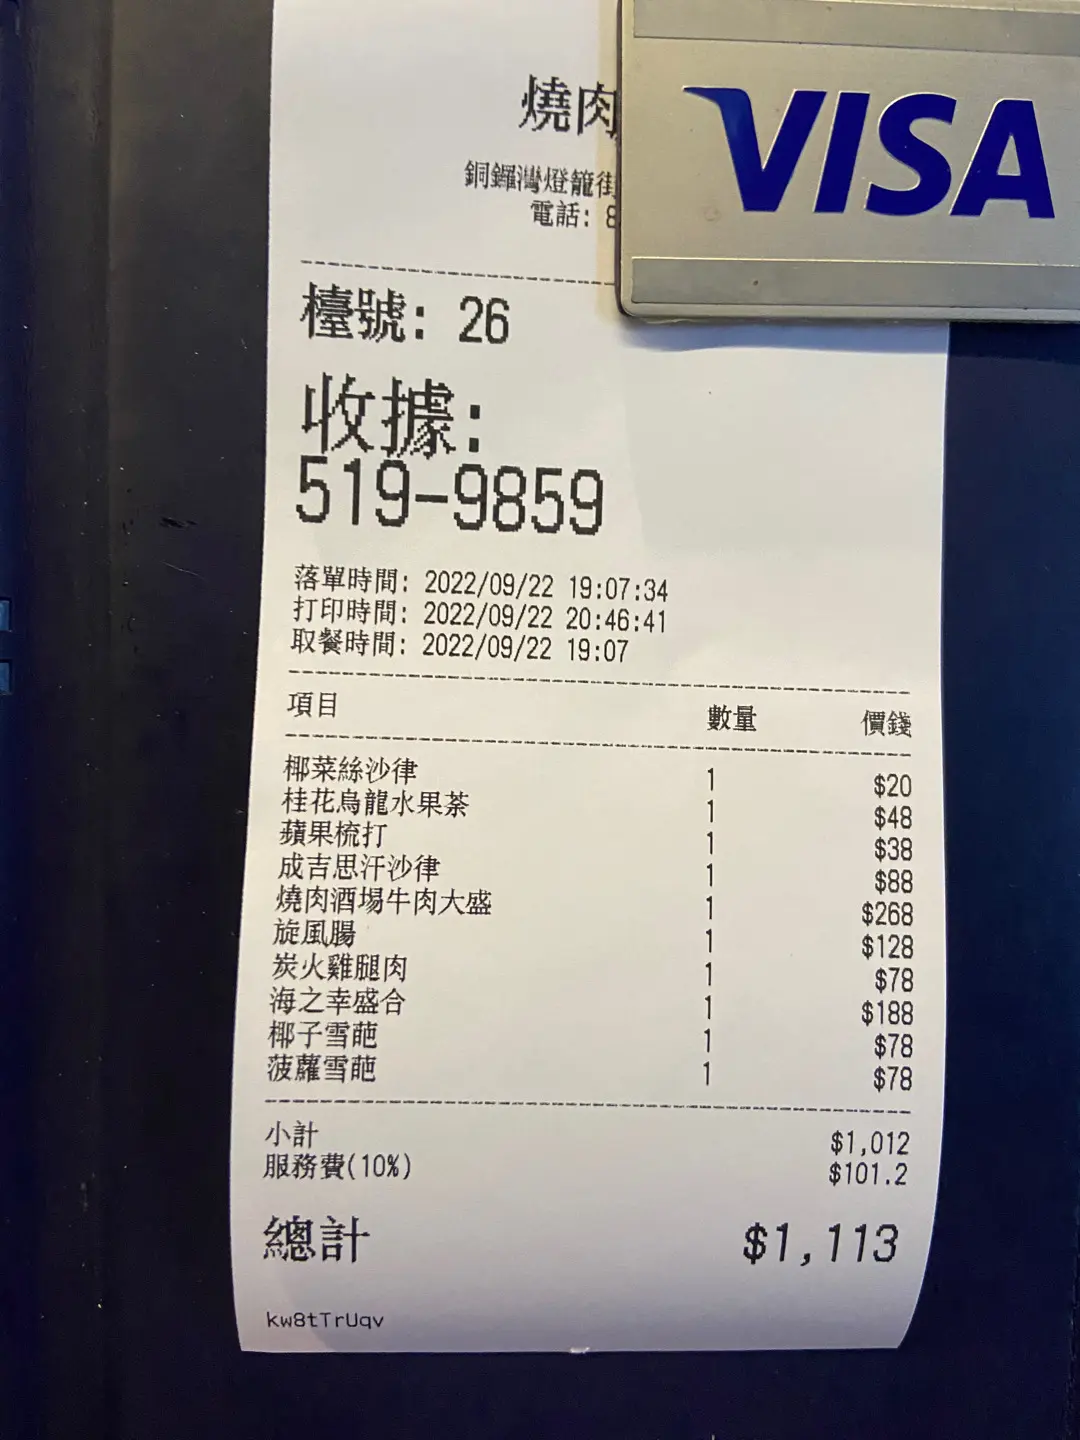 燒肉
VISA
銅鑼灣燈籠街
電話: 8
檯號: 26
收據:
519-9859
落單時間: 2022/09/22 19:07:34
打印時間: 2022/09/22 20:46:41
取餐時間: 2022/09/22 19:07
項目 數量 價錢
椰菜絲沙律 1 $20
桂花烏龍水果茶 1 $48
蘋果梳打 1 $38
成吉思汗沙律 1 $88
燒肉酒場牛肉大盛 1 $268
旋風腸 1 $128
炭火雞腿肉 1 $78
海之幸盛合 1 $188
椰子雪葩 1 $78
菠蘿雪葩 1 $78
小計 $1,012
服務費(10%) $101.2
總計 $1,113
kw8tTrUqv